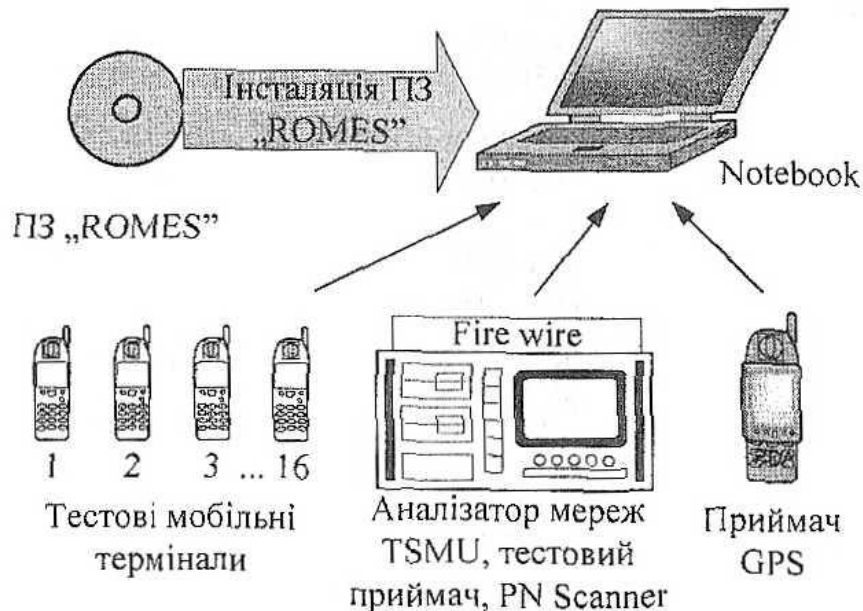 Інсталяція ПЗ
„ROMES”
Notebook
ПЗ „ROMES”
Fire wire
PDA
1 2 3 ... 16
Тестові мобільні
термінали
Аналізатор мереж
TSMU, тестовий
приймач, PN Scanner
Приймач
GPS